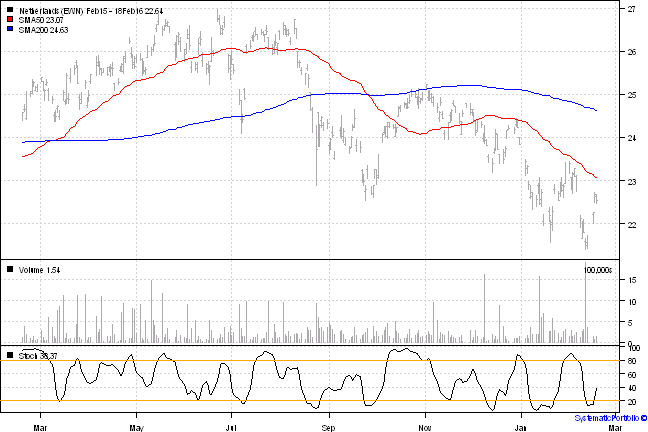 Netherlands (EWN) Feb15 - 18Feb16 22.64
SMA50 23.07
SMA200 24.63
27
26
25
24
23
22
Volume 1.54
100,000s
15
10
5
0
Stoch 38.37
100
80
60
40
20
Mar May Jul Sep Nov Jan Mar
SystematicPortfolio ©